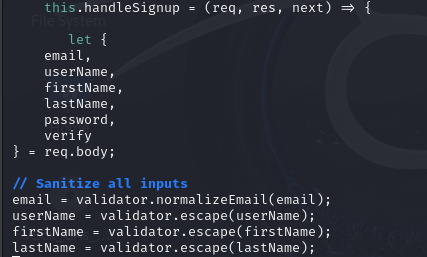 this.handleSignup = (req, res, next) => {
let {
email,
userName,
firstName,
lastName,
password,
verify
} = req.body;
// Sanitize all inputs
email = validator.normalizeEmail(email);
userName = validator.escape(userName);
firstName = validator.escape(firstName);
lastName = validator.escape(lastName);
File System